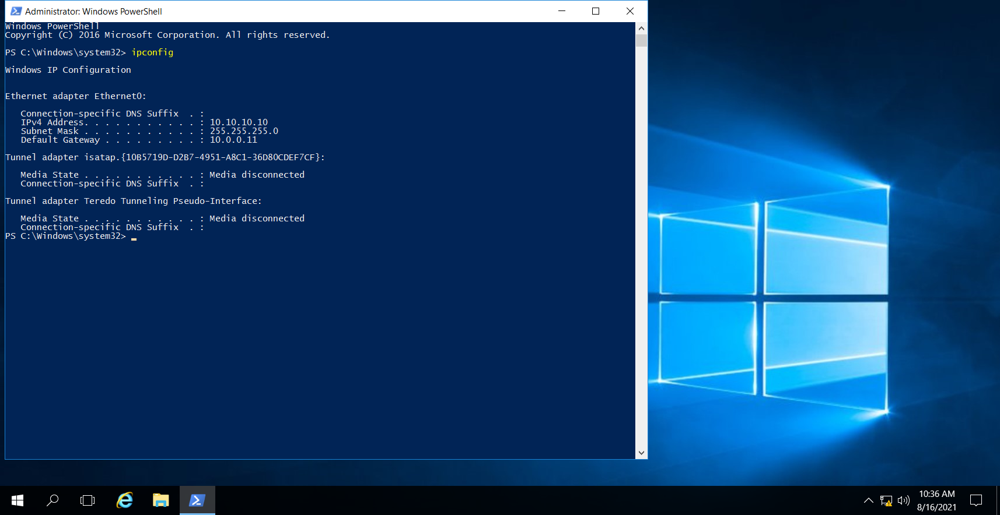 Administrator: Windows PowerShell
Windows PowerShell
Copyright (C) 2016 Microsoft Corporation. All rights reserved.
PS C:\Windows\system32> ipconfig
Windows IP Configuration
Ethernet adapter Ethernet0:
Connection-specific DNS Suffix  . :
IPv4 Address. . . . . . . . . . . : 10.10.10.10
Subnet Mask . . . . . . . . . . . : 255.255.255.0
Default Gateway . . . . . . . . . : 10.0.0.11
Tunnel adapter isatap.{10B5719D-D2B7-4951-A8C1-36D80CDEF7CF}:
Media State . . . . . . . . . . . : Media disconnected
Connection-specific DNS Suffix  . :
Tunnel adapter Teredo Tunneling Pseudo-Interface:
Media State . . . . . . . . . . . : Media disconnected
Connection-specific DNS Suffix  . :
PS C:\Windows\system32>
10:36 AM
8/16/2021